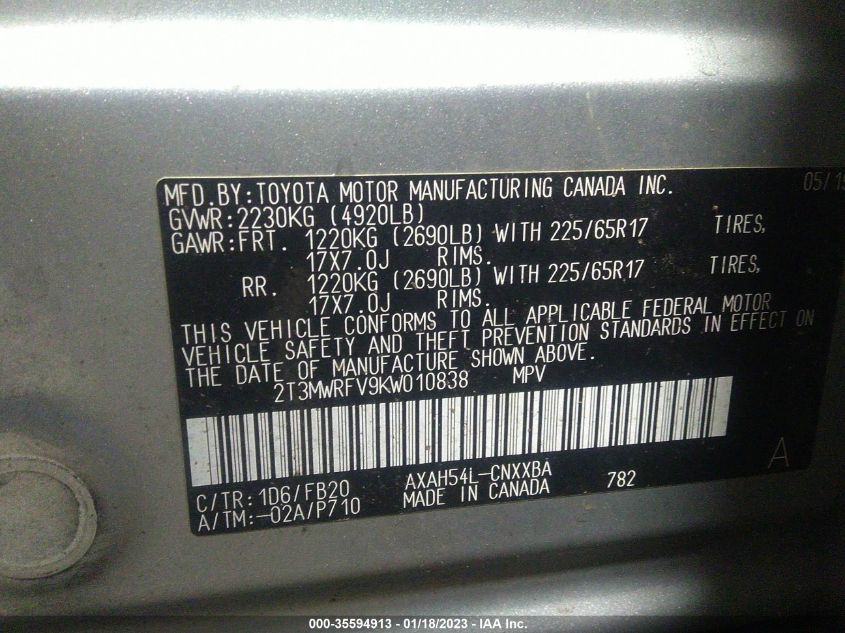 MFD.BY:TOYOTA MOTOR MANUFACTURING CANADA INC. 05/19
GVWR:2230KG (4920LB)
GAWR:FRT. 1220KG (2690LB) WITH 225/65R17 TIRES,
17X7.0J RIMS.
RR. 1220KG (2690LB) WITH 225/65R17 TIRES,
17X7.0J RIMS.
THIS VEHICLE CONFORMS TO ALL APPLICABLE FEDERAL MOTOR
VEHICLE SAFETY AND THEFT PREVENTION STANDARDS IN EFFECT ON
THE DATE OF MANUFACTURE SHOWN ABOVE.
2T3MWRFV9KW010838 MPV
A
C/TR: 1D6/FB20 AXAH54L-CNXXBA 782
A/TM:-02A/P710 MADE IN CANADA
000-35594913 - 01/18/2023 - IAA Inc.